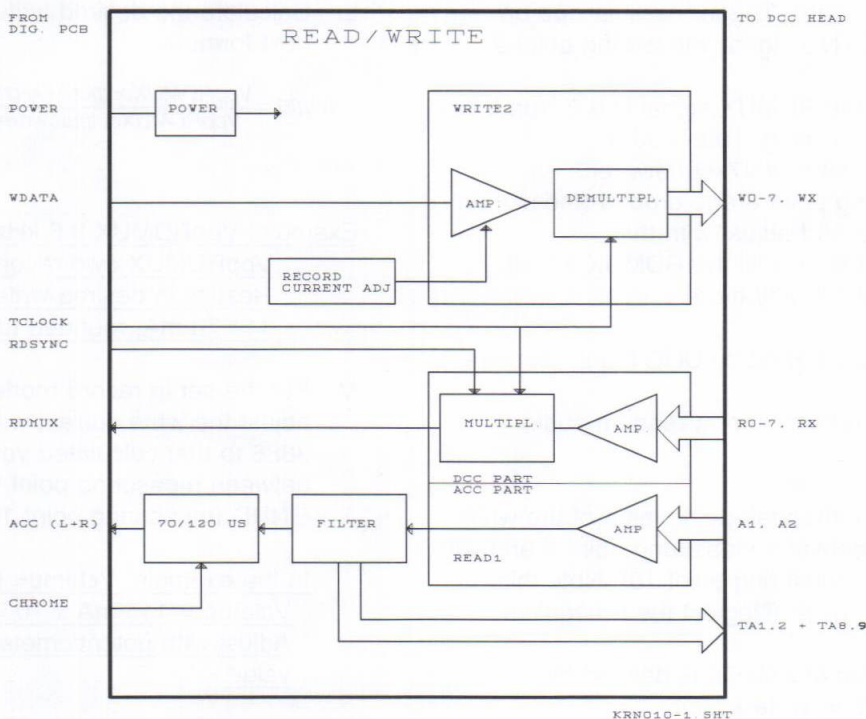 FROM
DIG. PCB
TO DCC HEAD
READ/WRITE
POWER
POWER
WRITE2
WDATA
AMP.
DEMULTIPL.
W0-7. WX
RECORD
CURRENT ADJ
TCLOCK
RDSYNC
RDMUX
MULTIPL.
AMP
R0-7. RX
DCC PART
ACC PART
ACC (L+R)
70/120 US
FILTER
AMP
A1. A2
READ1
CHROME
TA1.2 + TA8.9
KRN010-1.SHT